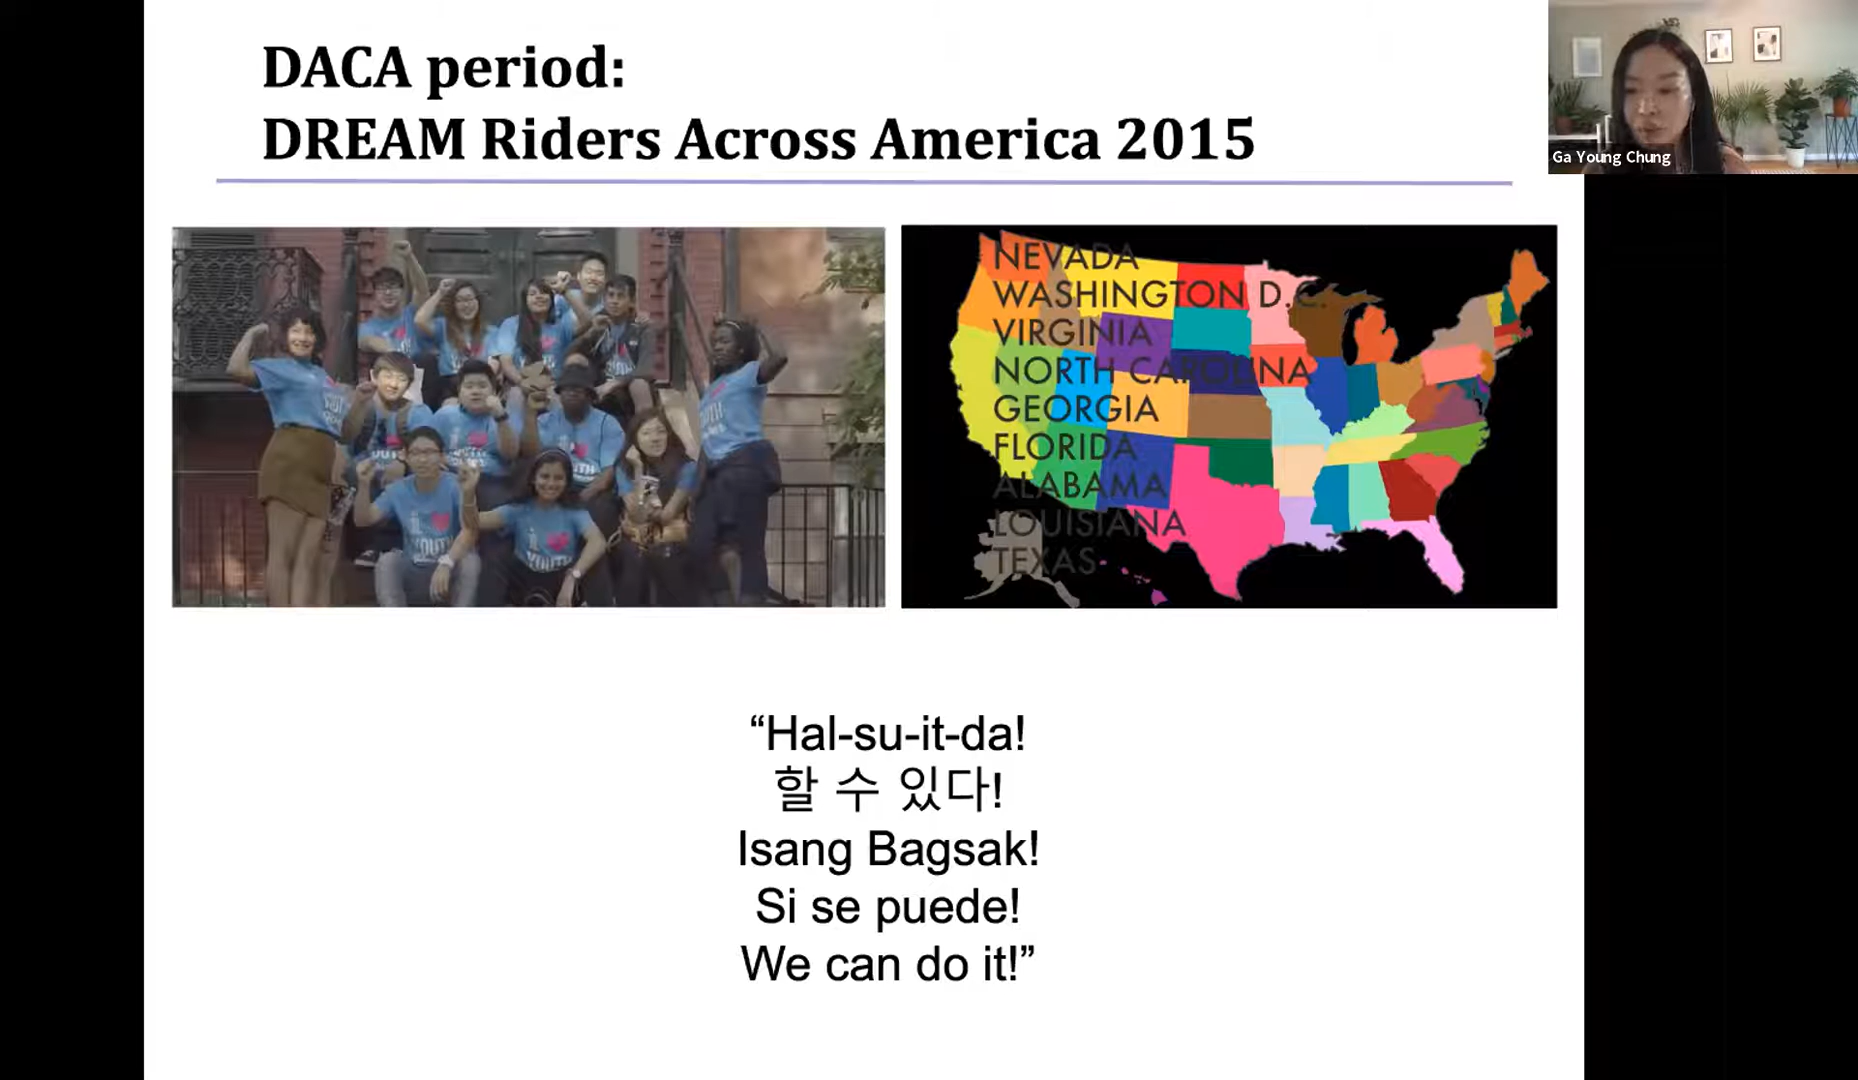 DACA period:
DREAM Riders Across America 2015
Ga Young Chung
NEVADA
WASHINGTON D.C.
VIRGINIA
NORTH CAROLINA
GEORGIA
FLORIDA
ALABAMA
LOUISIANA
TEXAS
“Hal-su-it-da!
할 수 있다!
Isang Bagsak!
Si se puede!
We can do it!”